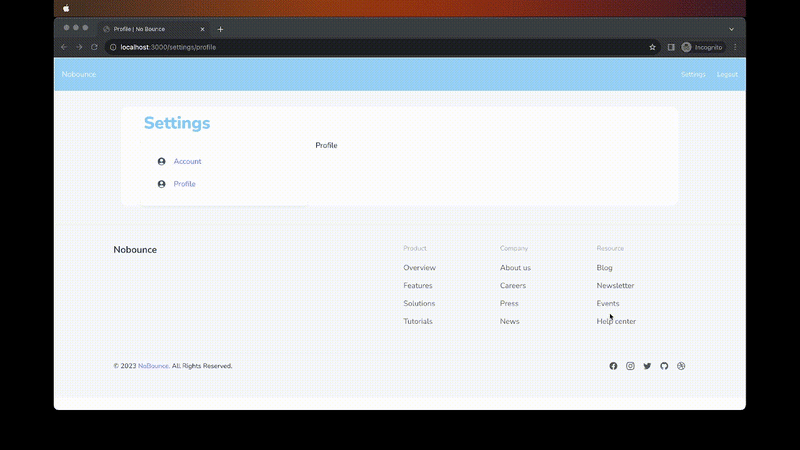 Profile | No Bounce
localhost:3000/settings/profile
Incognito
Nobounce
Settings
Logout
Settings
Profile
Account
Profile
Nobounce
Product
Company
Resource
Overview
About us
Blog
Features
Careers
Newsletter
Solutions
Press
Events
Tutorials
News
Help center
© 2023 NoBounce. All Rights Reserved.